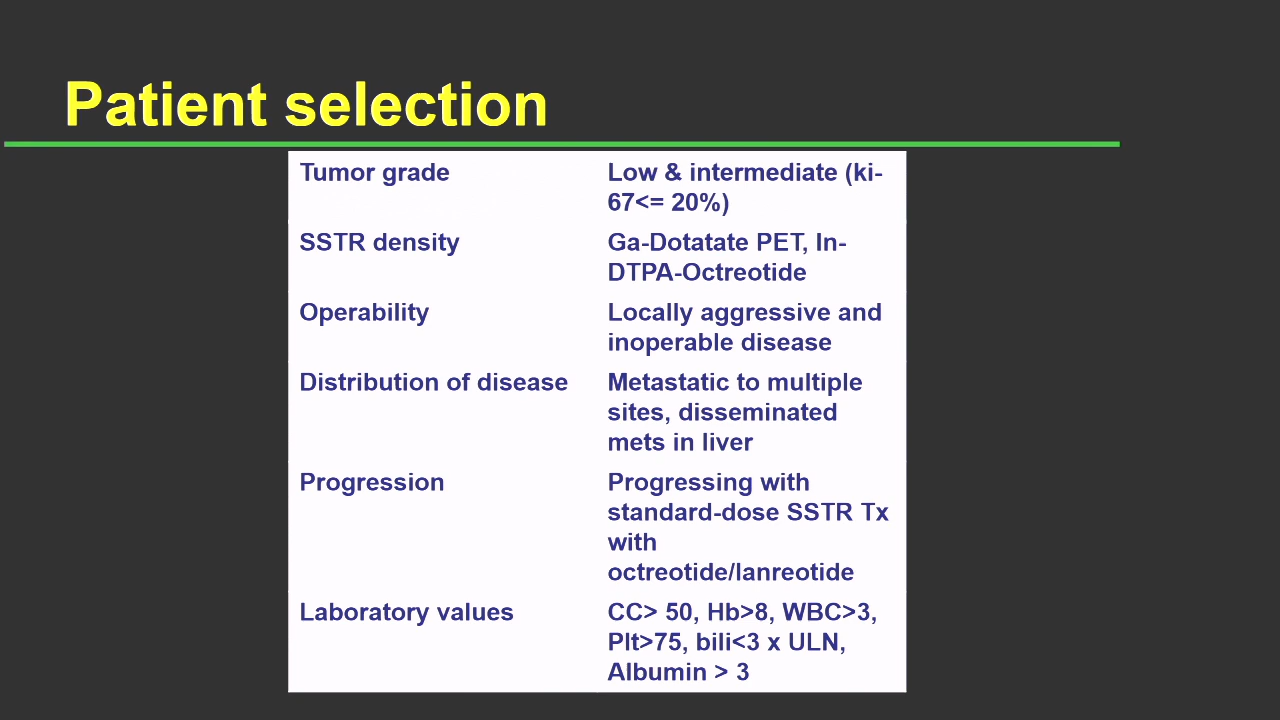 Patient selection
Tumor grade
Low & intermediate (ki-
67<= 20%)
SSTR density
Ga-Dotatate PET, In-
DTPA-Octreotide
Operability
Locally aggressive and
inoperable disease
Distribution of disease
Metastatic to multiple
sites, disseminated
mets in liver
Progression
Progressing with
standard-dose SSTR Tx
with
octreotide/lanreotide
Laboratory values
CC> 50, Hb>8, WBC>3,
Plt>75, bili<3 x ULN,
Albumin > 3